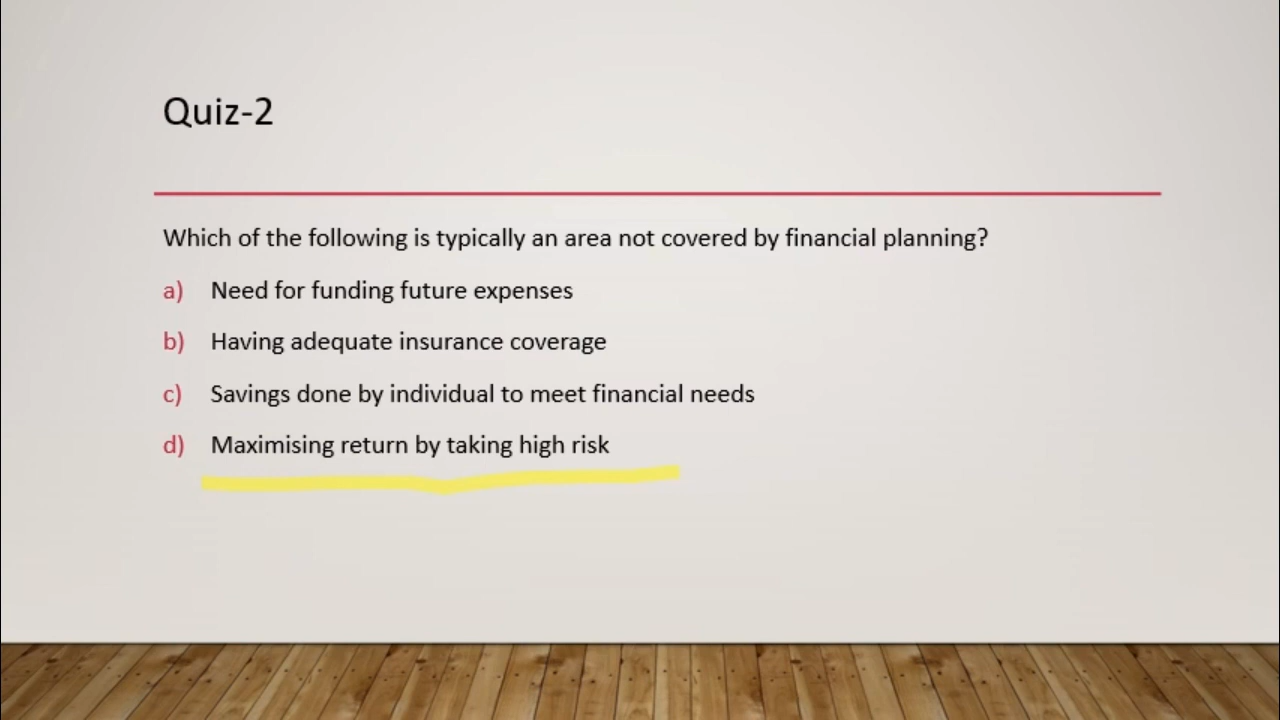 Quiz-2
Which of the following is typically an area not covered by financial planning?
a) Need for funding future expenses
b) Having adequate insurance coverage
c) Savings done by individual to meet financial needs
d) Maximising return by taking high risk